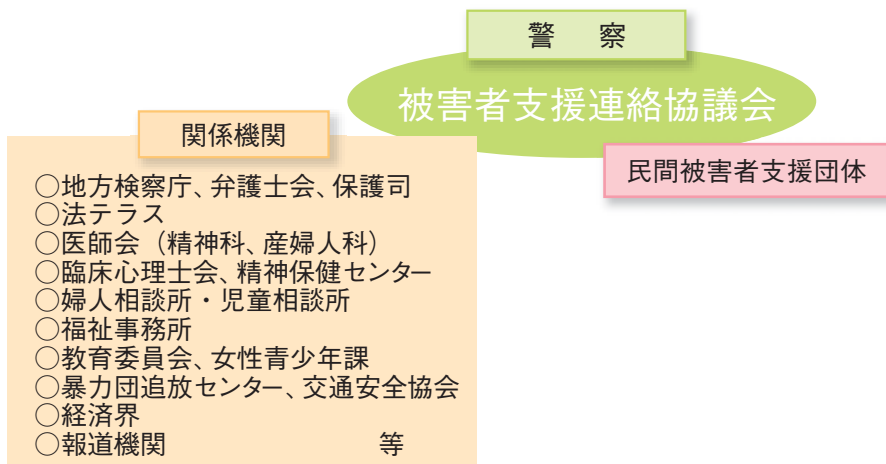 警　察
被害者支援連絡協議会
関係機関
民間被害者支援団体
○地方検察庁、弁護士会、保護司
○法テラス
○医師会（精神科、産婦人科）
○臨床心理士会、精神保健センター
○婦人相談所・児童相談所
○福祉事務所
○教育委員会、女性青少年課
○暴力団追放センター、交通安全協会
○経済界
○報道機関　　　　　　　等